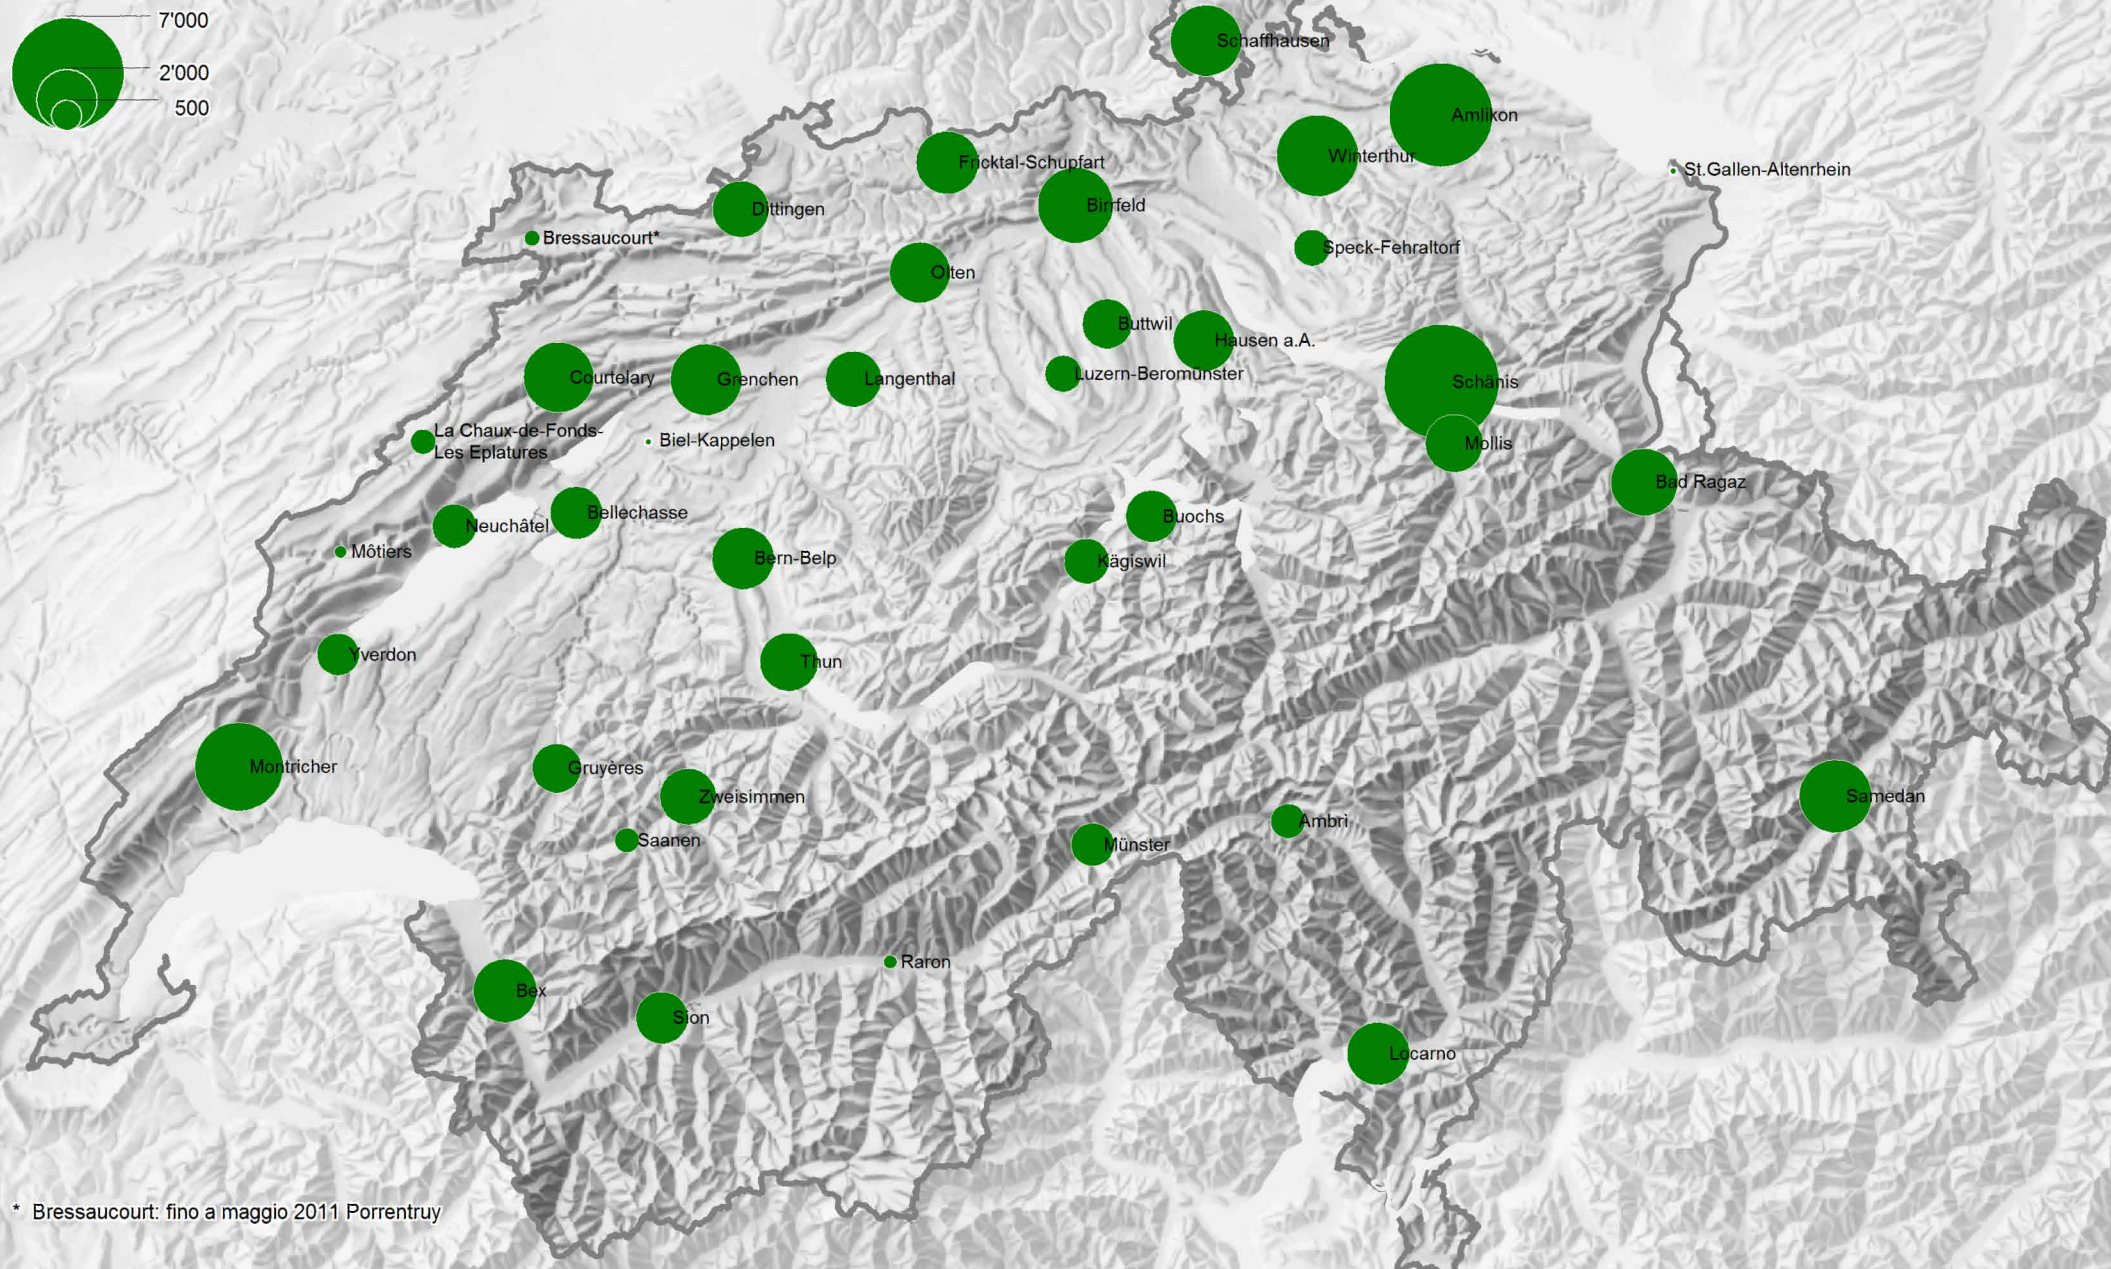 7'000
2'000
500
Schaffhausen
Amlikon
Winterthur
Fricktal-Schupfart
St.Gallen-Altenrhein
Dittingen
Birrfeld
Bressaucourt*
Speck-Fehraltorf
Olten
Buttwil
Hausen a.A.
Luzern-Beromünster
Courtelary
Grenchen
Langenthal
Schänis
La Chaux-de-Fonds-
Les Eplatures
Biel-Kappelen
Mollis
Bad Ragaz
Bellechasse
Buochs
Neuchâtel
Môtiers
Bern-Belp
Kägiswil
Yverdon
Thun
Montricher
Gruyères
Zweisimmen
Samedan
Saanen
Ambrì
Münster
Raron
Bex
Sion
Locarno
* Bressaucourt: fino a maggio 2011 Porrentruy